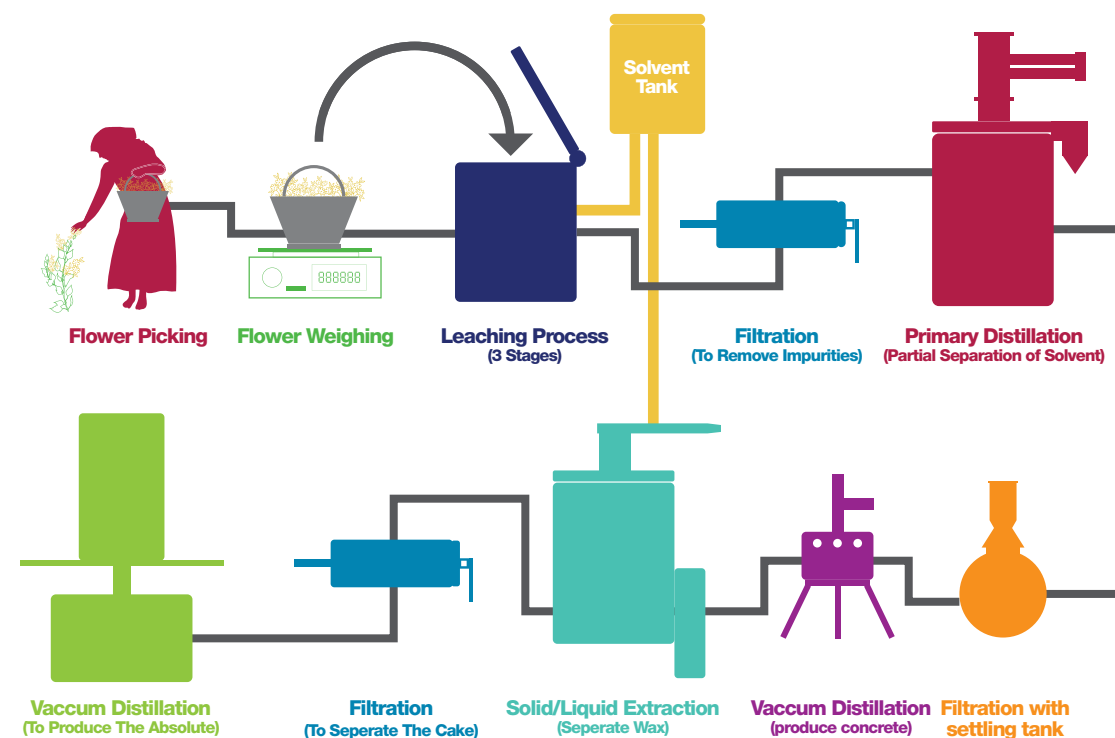 Solvent
Tank
888888
Flower Picking
Flower Weighing
Leaching Process
(3 Stages)
Filtration
(To Remove Impurities)
Primary Distillation
(Partial Separation of Solvent)
Vaccum Distillation
(To Produce The Absolute)
Filtration
(To Seperate The Cake)
Solid/Liquid Extraction
(Seperate Wax)
Vaccum Distillation
(produce concrete)
Filtration with
settling tank